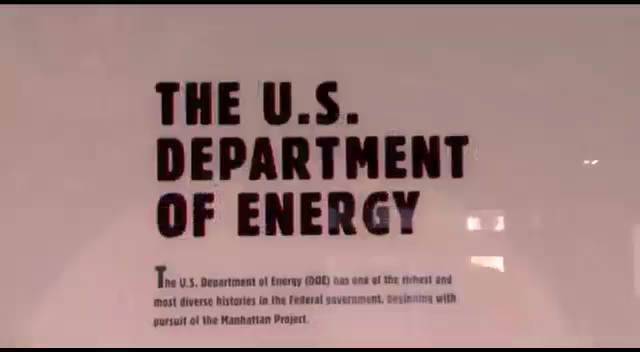 THE U.S.
DEPARTMENT
OF ENERGY
The U.S. Department of Energy (DOE) has one of the richest and
most diverse histories in the Federal government, beginning with
pursuit of the Manhattan Project.